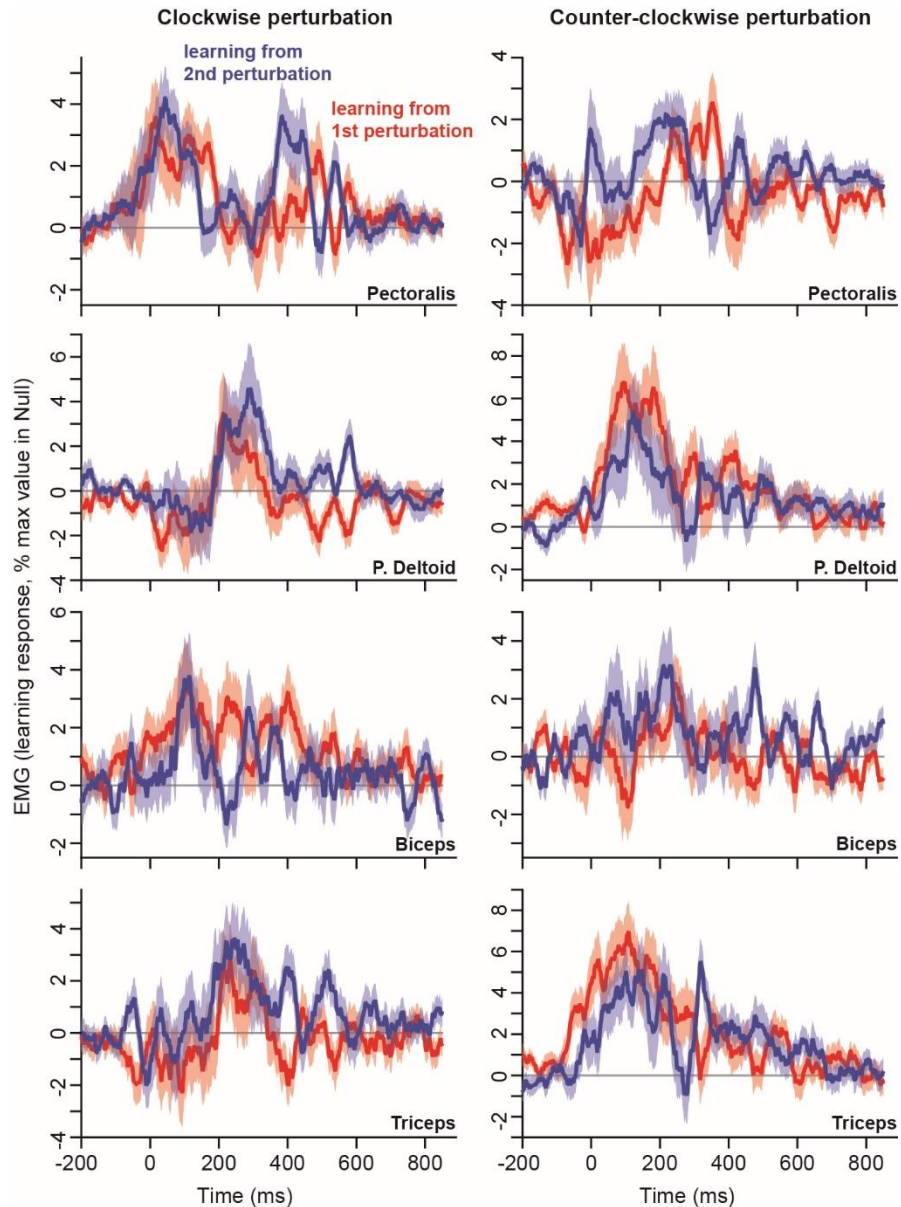 Clockwise perturbation
Counter-clockwise perturbation
learning from
2nd perturbation
learning from
1st perturbation
EMG (learning response, % max value in Null)
4
2
0
-2
Pectoralis
4
2
0
-2
-4
Pectoralis
6
4
2
0
-2
-4
P. Deltoid
8
6
4
2
0
-2
P. Deltoid
6
4
2
0
-2
Biceps
4
2
0
-2
Biceps
4
2
0
-2
-4
Triceps
8
6
4
2
0
-2
Triceps
-200 0 200 400 600 800
-200 0 200 400 600 800
Time (ms)
Time (ms)